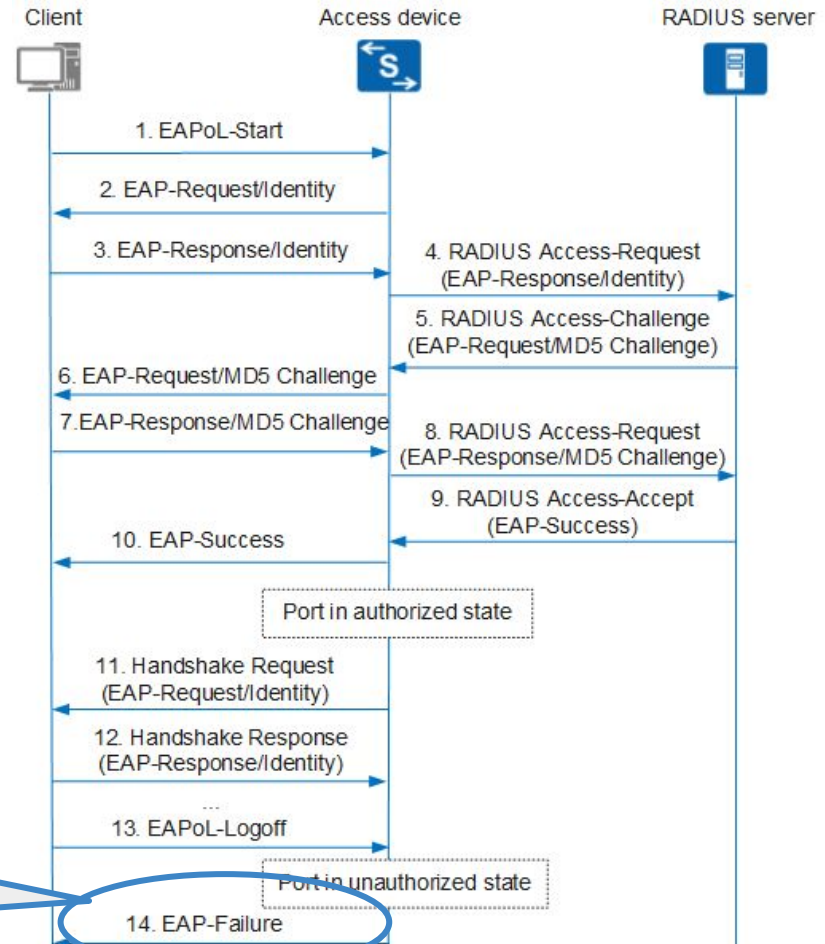 Client
Access device
RADIUS server
S
1. EAPoL-Start
2. EAP-Request/Identity
3. EAP-Response/Identity
4. RADIUS Access-Request
(EAP-Response/Identity)
5. RADIUS Access-Challenge
(EAP-Request/MD5 Challenge)
6. EAP-Request/MD5 Challenge
7.EAP-Response/MD5 Challenge
8. RADIUS Access-Request
(EAP-Response/MD5 Challenge)
9. RADIUS Access-Accept
(EAP-Success)
10. EAP-Success
Port in authorized state
11. Handshake Request
(EAP-Request/Identity)
12. Handshake Response
(EAP-Response/Identity)
...
13. EAPoL-Logoff
Port in unauthorized state
14. EAP-Failure